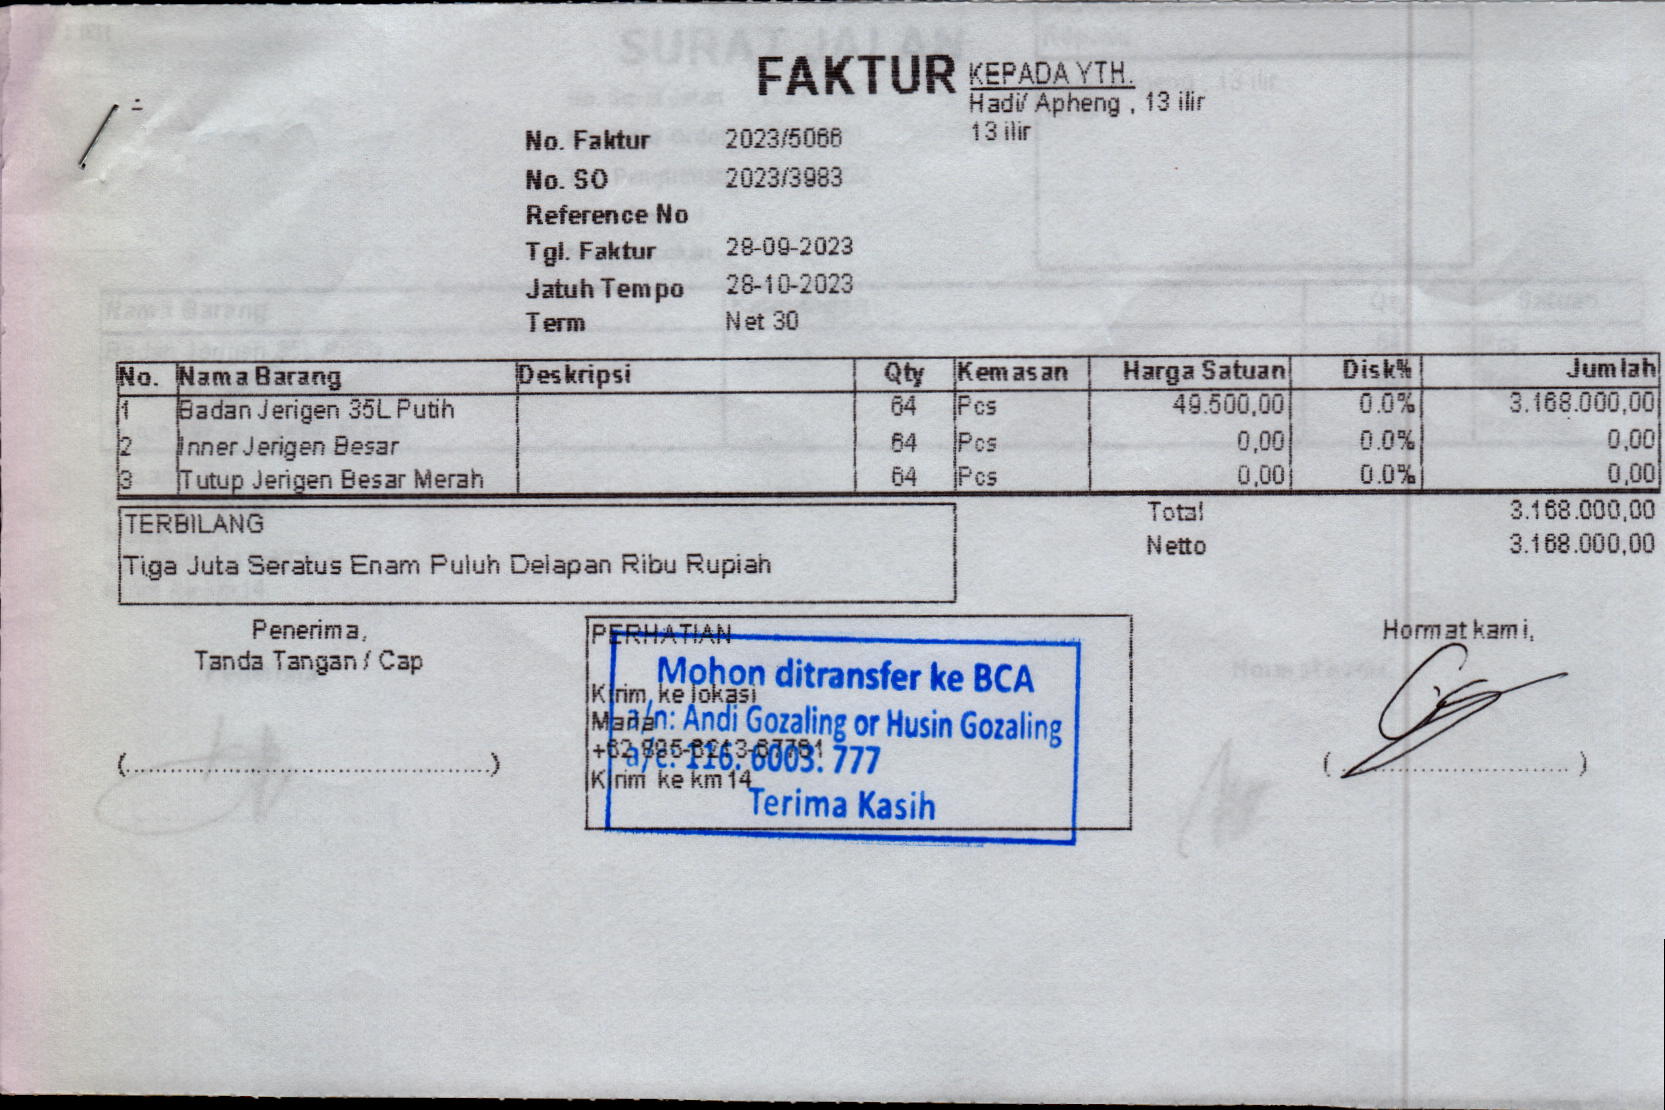 FAKTUR
KEPADA YTH.
Hadi/ Apheng , 13 ilir
13 ilir
No. Faktur 2023/5066
No. SO 2023/3983
Reference No
Tgl. Faktur 28-09-2023
Jatuh Tempo 28-10-2023
Term Net 30
No. Nama Barang Deskripsi Qty Kemasan Harga Satuan Disk% Jumlah
1 Badan Jerigen 35L Putih 64 Pcs 49.500,00 0.0% 3.168.000,00
2 Inner Jerigen Besar 64 Pcs 0,00 0.0% 0,00
3 Tutup Jerigen Besar Merah 64 Pcs 0,00 0.0% 0,00
Total 3.168.000,00
Netto 3.168.000,00
TERBILANG
Tiga Juta Seratus Enam Puluh Delapan Ribu Rupiah
Penerima,
Tanda Tangan / Cap
(............................................)
PERHATIAN
Kirim ke lokasi
Kirim ke km 14
Mohon ditransfer ke BCA
a/n: Andi Gozaling or Husin Gozaling
a/c: 116. 6003. 777
Terima Kasih
Hormat kami,
(............................)